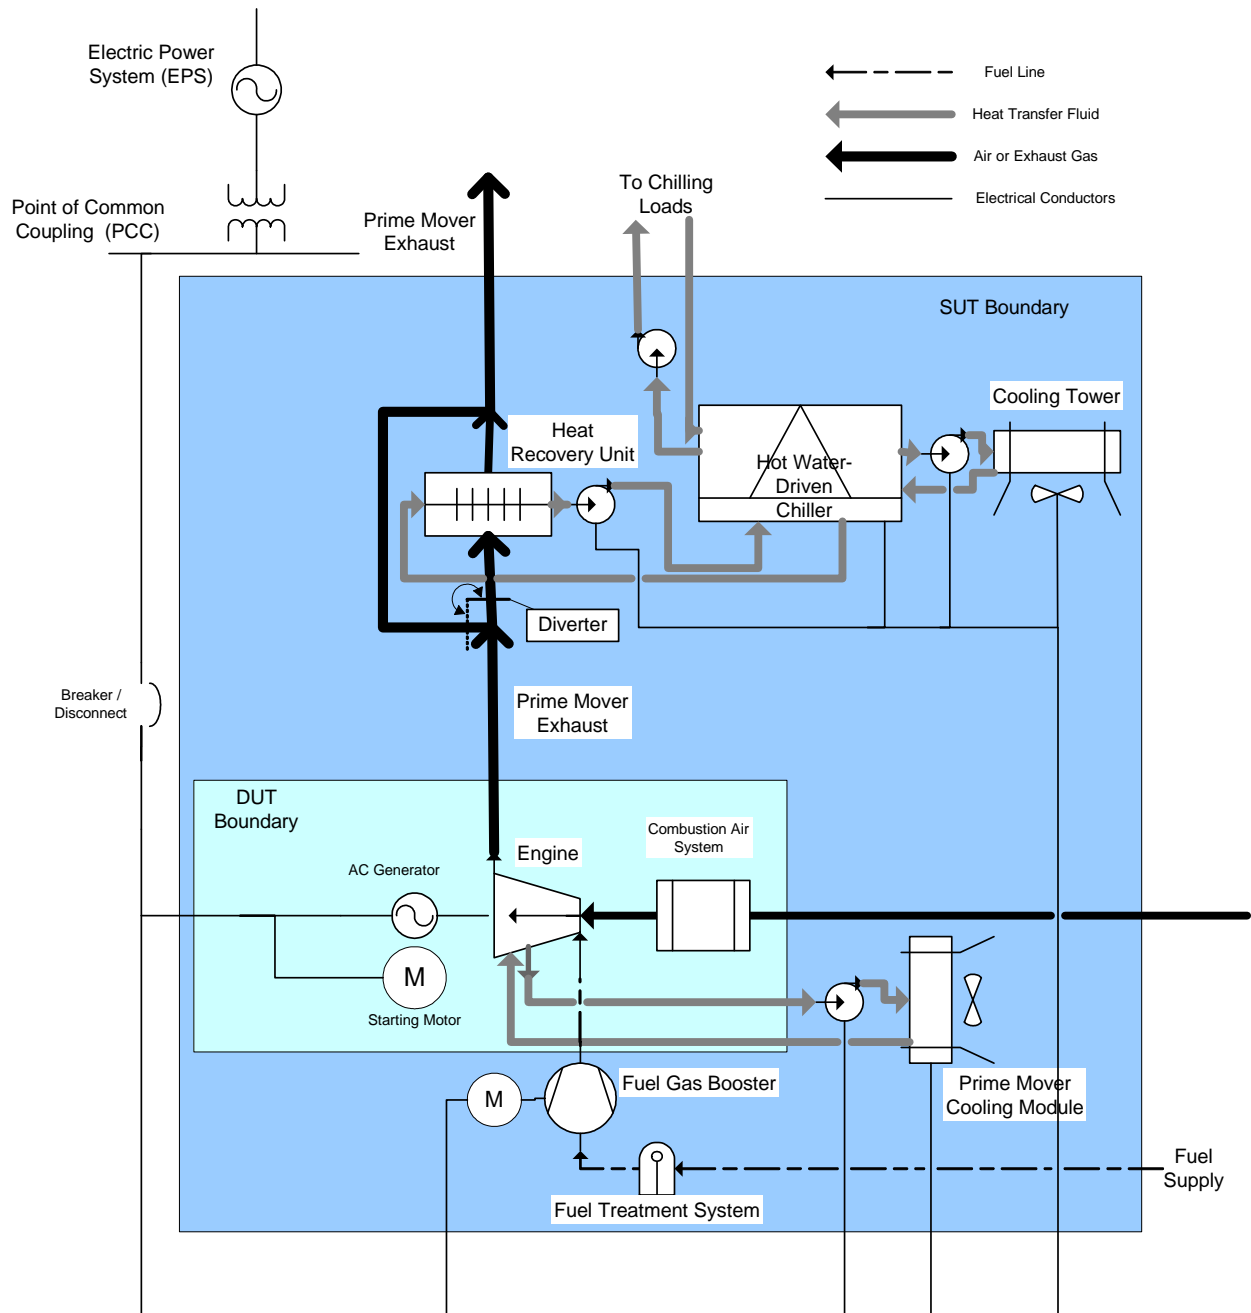 Electric Power
System (EPS)
Fuel Line
Heat Transfer Fluid
Air or Exhaust Gas
Electrical Conductors
To Chilling
Loads
Point of Common
Coupling (PCC)
Prime Mover
Exhaust
SUT Boundary
Cooling Tower
Heat
Recovery Unit
Hot Water-
Driven
Chiller
Diverter
Breaker /
Disconnect
Prime Mover
Exhaust
DUT
Boundary
Combustion Air
System
Engine
AC Generator
M
Starting Motor
Fuel Gas Booster
M
Prime Mover
Cooling Module
Fuel
Supply
Fuel Treatment System